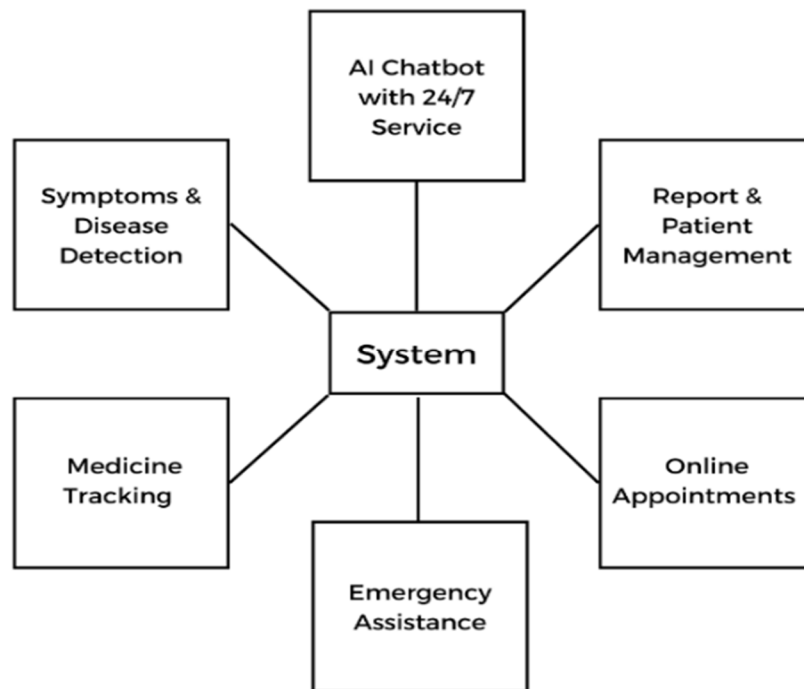 AI Chatbot
with 24/7
Service
Symptoms &
Disease
Detection
Report &
Patient
Management
System
Medicine
Tracking
Online
Appointments
Emergency
Assistance